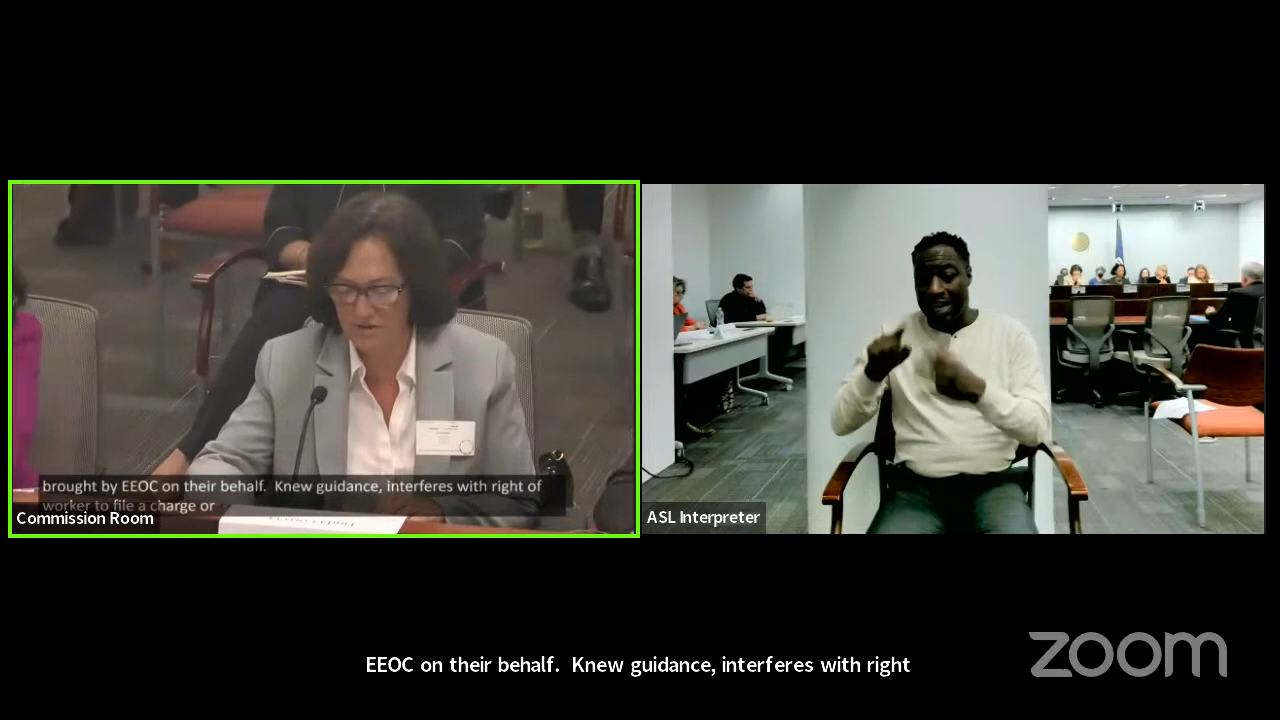 brought by EEOC on their behalf.  Knew guidance, interferes with right of
worker to file a charge or
Commission Room
ASL Interpreter
EEOC on their behalf.  Knew guidance, interferes with right
zoom